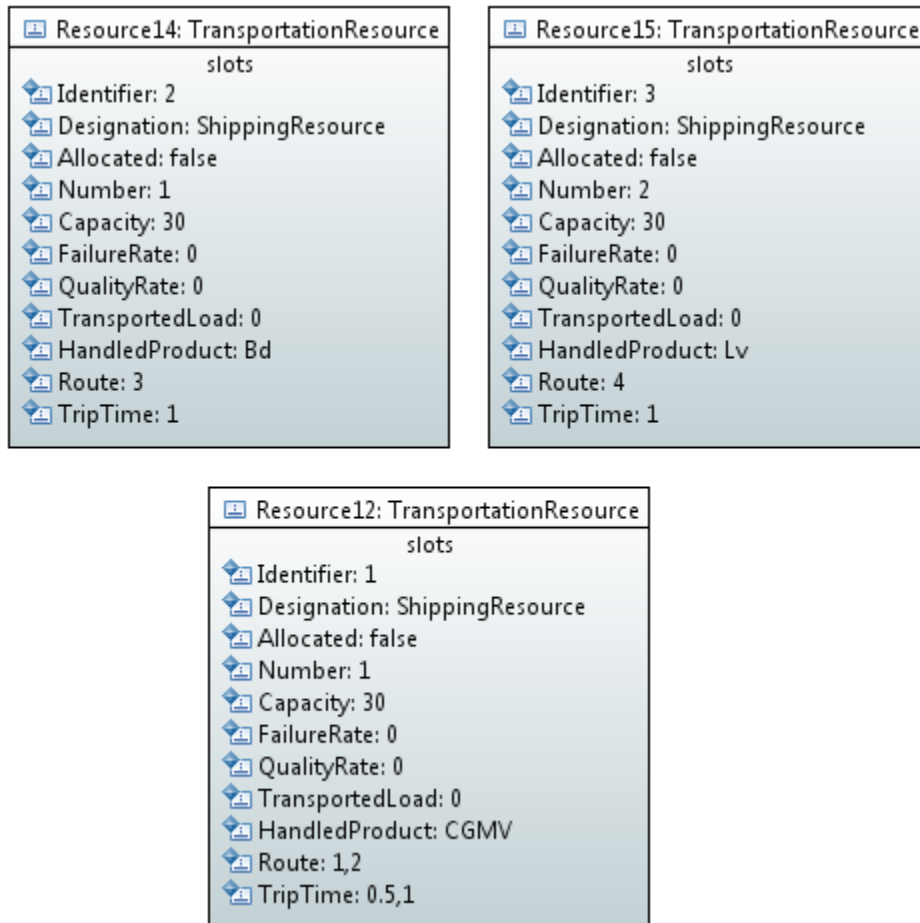 Resource14: TransportationResource
slots
Identifier: 2
Designation: ShippingResource
Allocated: false
Number: 1
Capacity: 30
FailureRate: 0
QualityRate: 0
TransportedLoad: 0
HandledProduct: Bd
Route: 3
TripTime: 1
Resource15: TransportationResource
slots
Identifier: 3
Designation: ShippingResource
Allocated: false
Number: 2
Capacity: 30
FailureRate: 0
QualityRate: 0
TransportedLoad: 0
HandledProduct: Lv
Route: 4
TripTime: 1
Resource12: TransportationResource
slots
Identifier: 1
Designation: ShippingResource
Allocated: false
Number: 1
Capacity: 30
FailureRate: 0
QualityRate: 0
TransportedLoad: 0
HandledProduct: CGMV
Route: 1,2
TripTime: 0.5,1